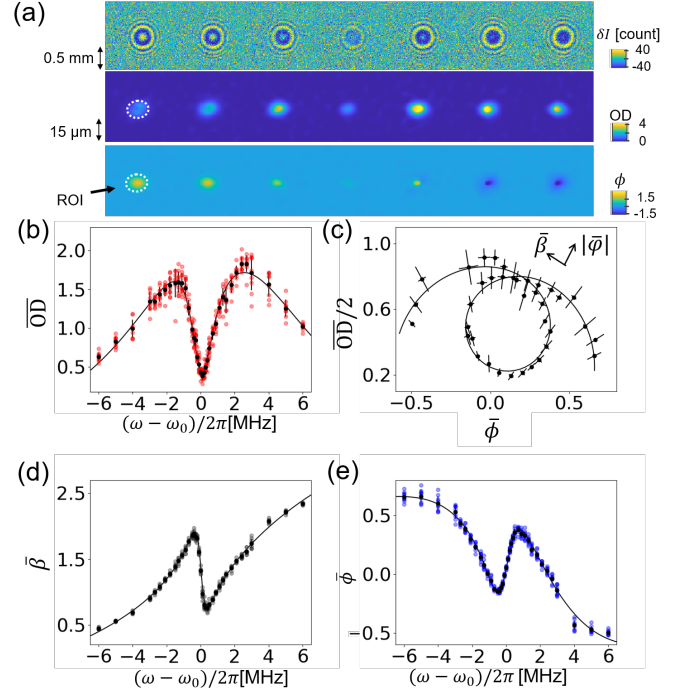 (a)
δI [count]
40
-40
0.5 mm
OD
4
0
15 μm
ϕ
1.5
-1.5
ROI
(b)
2.0
1.5
1.0
0.5
OD
-6 -4 -2 0 2 4 6
(ω − ω₀)/2π[MHz]
(c)
β̄
|φ̄|
1.0
0.8
0.6
0.4
0.2
OD/2
-0.5 0.0 0.5
ϕ̄
(d)
2.5
1.5
0.5
β̄
-6 -4 -2 0 2 4 6
(ω − ω₀)/2π[MHz]
(e)
0.5
0.0
-0.5
ϕ̄
-6 -4 -2 0 2 4 6
(ω − ω₀)/2π [MHz]